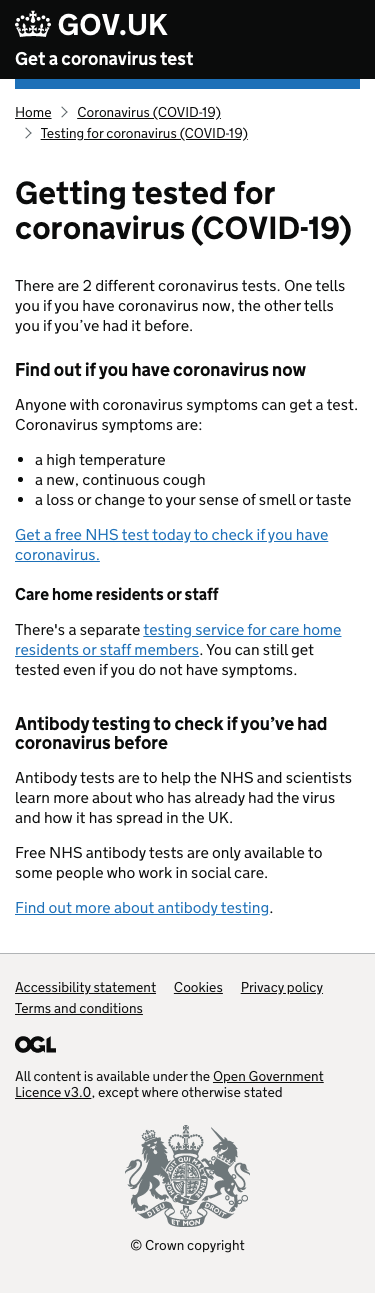 GOV.UK
Get a coronavirus test
Home > Coronavirus (COVID-19)
> Testing for coronavirus (COVID-19)
Getting tested for
coronavirus (COVID-19)
There are 2 different coronavirus tests. One tells
you if you have coronavirus now, the other tells
you if you’ve had it before.
Find out if you have coronavirus now
Anyone with coronavirus symptoms can get a test.
Coronavirus symptoms are:
• a high temperature
• a new, continuous cough
• a loss or change to your sense of smell or taste
Get a free NHS test today to check if you have
coronavirus.
Care home residents or staff
There's a separate testing service for care home
residents or staff members. You can still get
tested even if you do not have symptoms.
Antibody testing to check if you’ve had
coronavirus before
Antibody tests are to help the NHS and scientists
learn more about who has already had the virus
and how it has spread in the UK.
Free NHS antibody tests are only available to
some people who work in social care.
Find out more about antibody testing.
Accessibility statement Cookies Privacy policy
Terms and conditions
OGL
All content is available under the Open Government
Licence v3.0, except where otherwise stated
DIEU ET MON DROIT
© Crown copyright